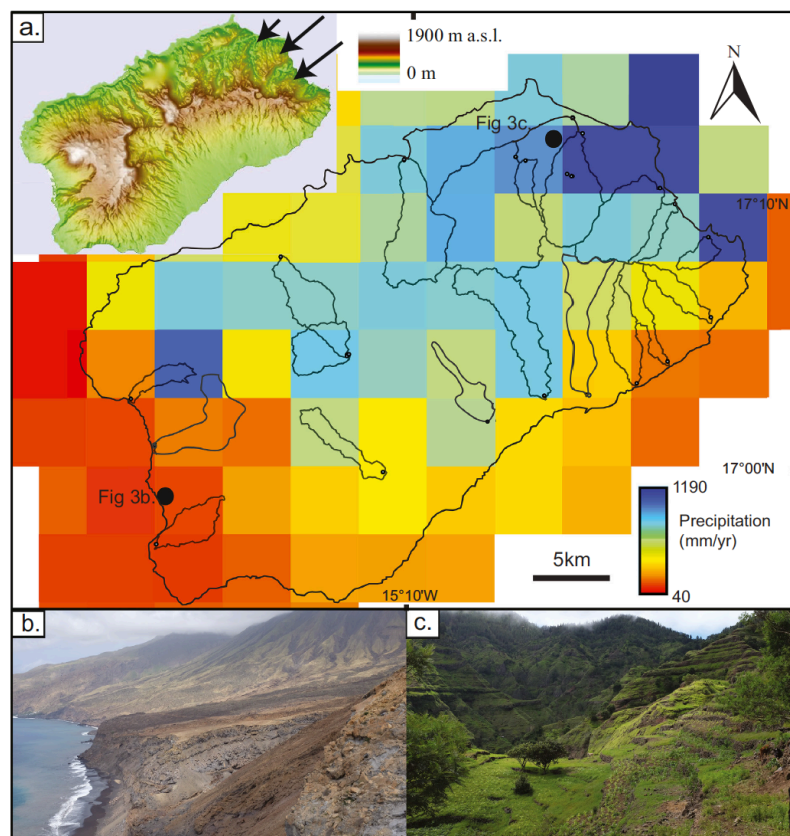 a.
1900 m a.s.l.
0 m
N
Fig 3c.
17°10'N
17°00'N
Fig 3b.
1190
Precipitation
(mm/yr)
40
5km
15°10'W
b.
c.